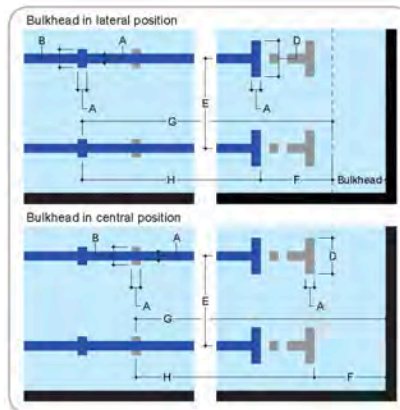 Bulkhead in lateral position
B A D
A E A
G
H F Bulkhead
Bulkhead in central position
B A D
A E A
G
H F